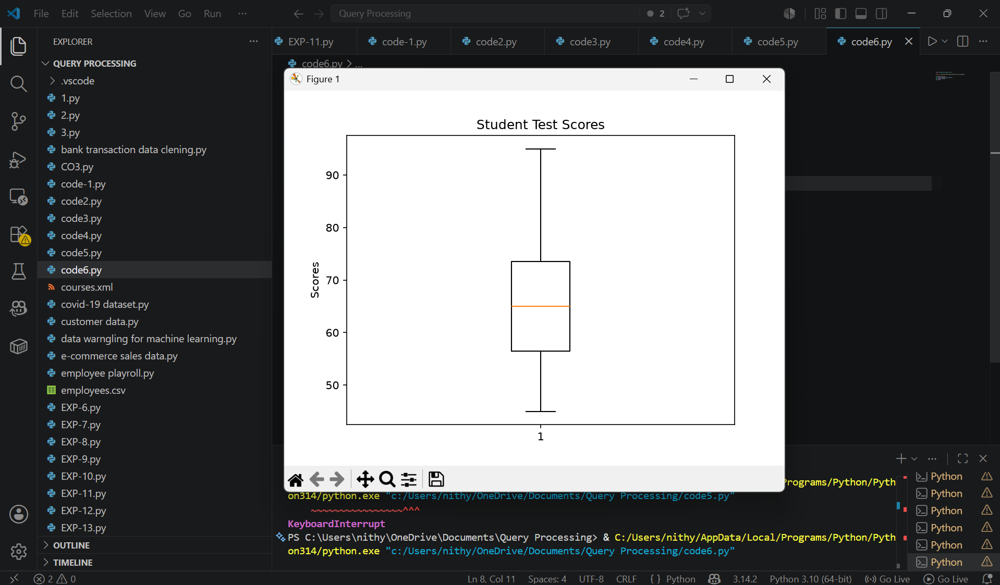 File Edit Selection View Go Run ··· Query Processing 2
EXPLORER ···
QUERY PROCESSING
.vscode
1.py
2.py
3.py
bank transaction data clening.py
CO3.py
code-1.py
code2.py
code3.py
code4.py
code5.py
code6.py
courses.xml
covid-19 dataset.py
customer data.py
data warngling for machine learning.py
e-commerce sales data.py
employee playroll.py
employees.csv
EXP-6.py
EXP-7.py
EXP-8.py
EXP-9.py
EXP-10.py
EXP-11.py
EXP-12.py
EXP-13.py
OUTLINE
TIMELINE
EXP-11.py code-1.py code2.py code3.py code4.py code5.py code6.py
code6.py > ...
Figure 1
Student Test Scores
90
80
70
60
50
Scores
1
Programs/Python/Pyth
on314/python.exe "c:/Users/nithy/OneDrive/Documents/Query Processing/code5.py"
~~~~~~~~~~~~~~~~^^^
KeyboardInterrupt
PS C:\Users\nithy\OneDrive\Documents\Query Processing> & C:/Users/nithy/AppData/Local/Programs/Python/Pyth
on314/python.exe "c:/Users/nithy/OneDrive/Documents/Query Processing/code6.py"
Python
Python
Python
Python
Python
Python
2 0 Ln 8, Col 11 Spaces: 4 UTF-8 CRLF { } Python 3.14.2 Python 3.10 (64-bit) Go Live Go Live